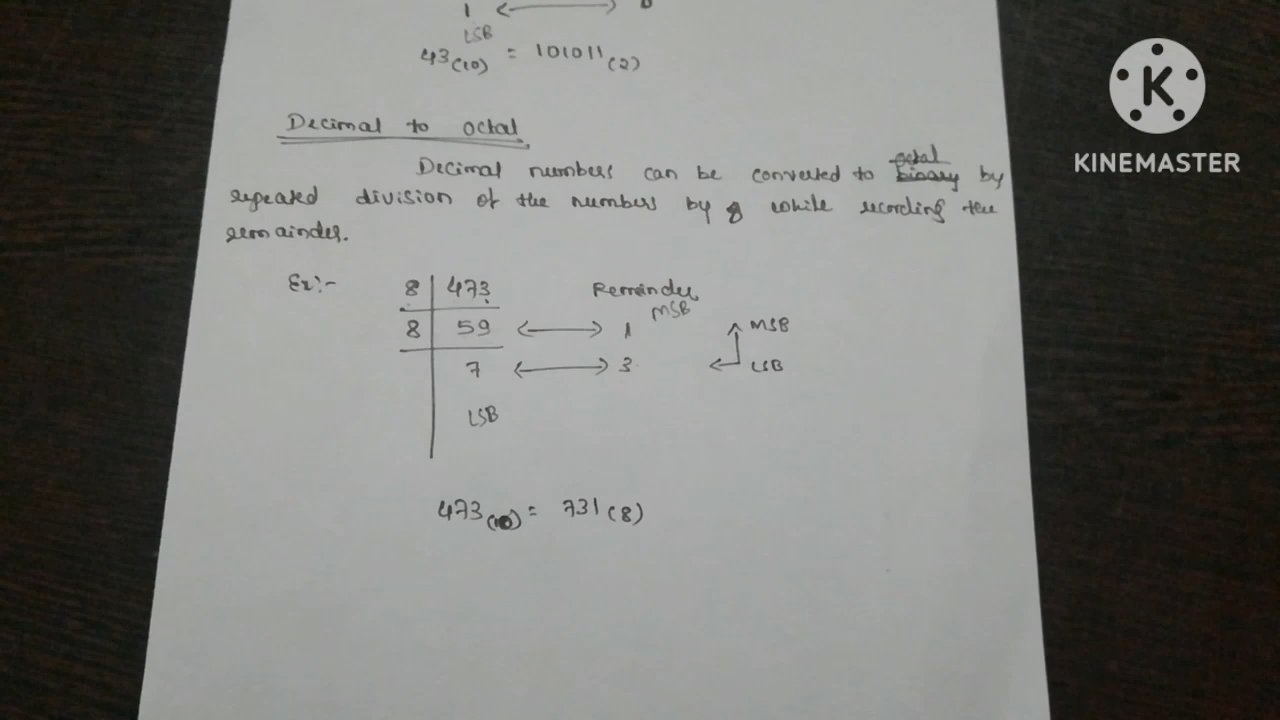 1 ⟷
LSB
43(10) = 101011(2)
Decimal to octal
octal
Decimal numbers can be converted to binary by
repeated division of the numbers by 8 while recording the
remainder.
Ex:- 8 | 473 Reminder
MSB
8 | 59 ⟷ 1 MSB
7 ⟷ 3 LSB
LSB
473(10) = 731(8)
K
KINEMASTER